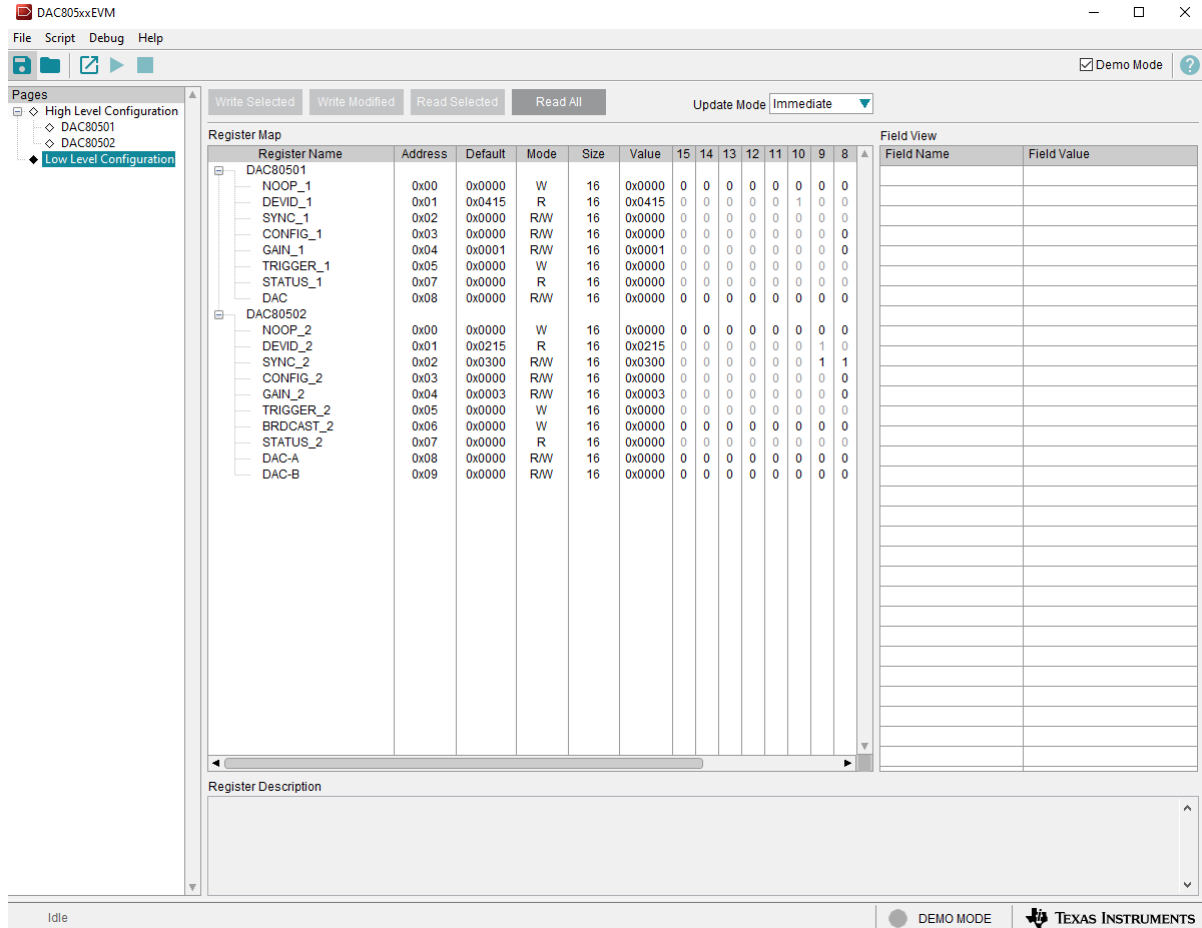 DAC805xxEVM
File Script Debug Help
Demo Mode
Pages
High Level Configuration
DAC80501
DAC80502
Low Level Configuration
Write Selected Write Modified Read Selected Read All Update Mode Immediate
Register Map
Register Name Address Default Mode Size Value 15 14 13 12 11 10 9 8
DAC80501
NOOP_1 0x00 0x0000 W 16 0x0000 0 0 0 0 0 0 0 0
DEVID_1 0x01 0x0415 R 16 0x0415 0 0 0 0 0 1 0 0
SYNC_1 0x02 0x0000 R/W 16 0x0000 0 0 0 0 0 0 0 0
CONFIG_1 0x03 0x0000 R/W 16 0x0000 0 0 0 0 0 0 0 0
GAIN_1 0x04 0x0001 R/W 16 0x0001 0 0 0 0 0 0 0 0
TRIGGER_1 0x05 0x0000 W 16 0x0000 0 0 0 0 0 0 0 0
STATUS_1 0x07 0x0000 R 16 0x0000 0 0 0 0 0 0 0 0
DAC 0x08 0x0000 R/W 16 0x0000 0 0 0 0 0 0 0 0
DAC80502
NOOP_2 0x00 0x0000 W 16 0x0000 0 0 0 0 0 0 0 0
DEVID_2 0x01 0x0215 R 16 0x0215 0 0 0 0 0 0 1 0
SYNC_2 0x02 0x0300 R/W 16 0x0300 0 0 0 0 0 0 1 1
CONFIG_2 0x03 0x0000 R/W 16 0x0000 0 0 0 0 0 0 0 0
GAIN_2 0x04 0x0003 R/W 16 0x0003 0 0 0 0 0 0 0 0
TRIGGER_2 0x05 0x0000 W 16 0x0000 0 0 0 0 0 0 0 0
BRDCAST_2 0x06 0x0000 W 16 0x0000 0 0 0 0 0 0 0 0
STATUS_2 0x07 0x0000 R 16 0x0000 0 0 0 0 0 0 0 0
DAC-A 0x08 0x0000 R/W 16 0x0000 0 0 0 0 0 0 0 0
DAC-B 0x09 0x0000 R/W 16 0x0000 0 0 0 0 0 0 0 0
Field View
Field Name Field Value
Register Description
Idle
DEMO MODE
TEXAS INSTRUMENTS